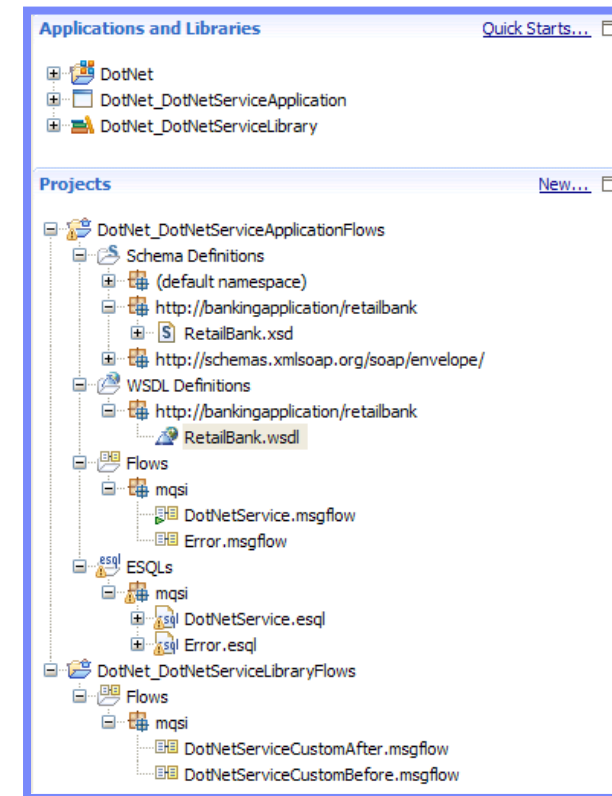 Applications and Libraries Quick Starts...
DotNet
DotNet_DotNetServiceApplication
DotNet_DotNetServiceLibrary
Projects New...
DotNet_DotNetServiceApplicationFlows
Schema Definitions
(default namespace)
http://bankingapplication/retailbank
RetailBank.xsd
http://schemas.xmlsoap.org/soap/envelope/
WSDL Definitions
http://bankingapplication/retailbank
RetailBank.wsdl
Flows
mqsi
DotNetService.msgflow
Error.msgflow
ESQLs
mqsi
DotNetService.esql
Error.esql
DotNet_DotNetServiceLibraryFlows
Flows
mqsi
DotNetServiceCustomAfter.msgflow
DotNetServiceCustomBefore.msgflow